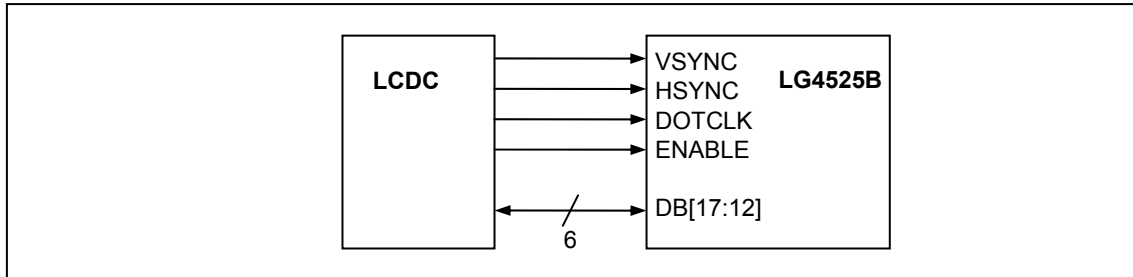 LCDC
VSYNC
LG4525B
HSYNC
DOTCLK
ENABLE
DB[17:12]
6